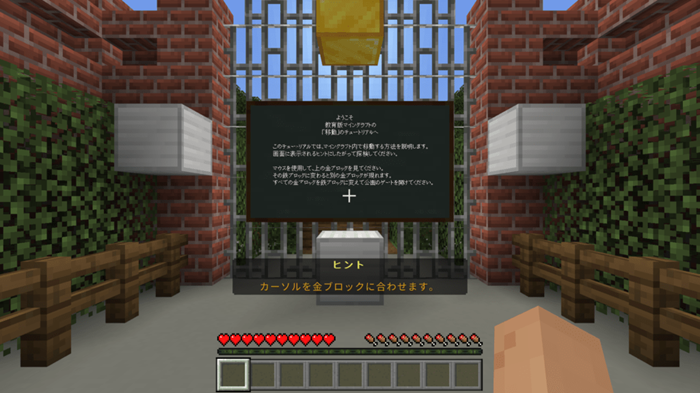 ようこそ
教育版マインクラフトの
「移動」のチュートリアルへ
このチュートリアルでは、マインクラフト内で移動する方法を説明します。
画面に表示されるヒントにしたがって探検してください。
マウスを使用して、上の金ブロックを見てください。
その鉄ブロックに変わると別の金ブロックが現れます。
すべての金ブロックを鉄ブロックに変えて公園のゲートを開けてください。
ヒント
カーソルを金ブロックに合わせます。